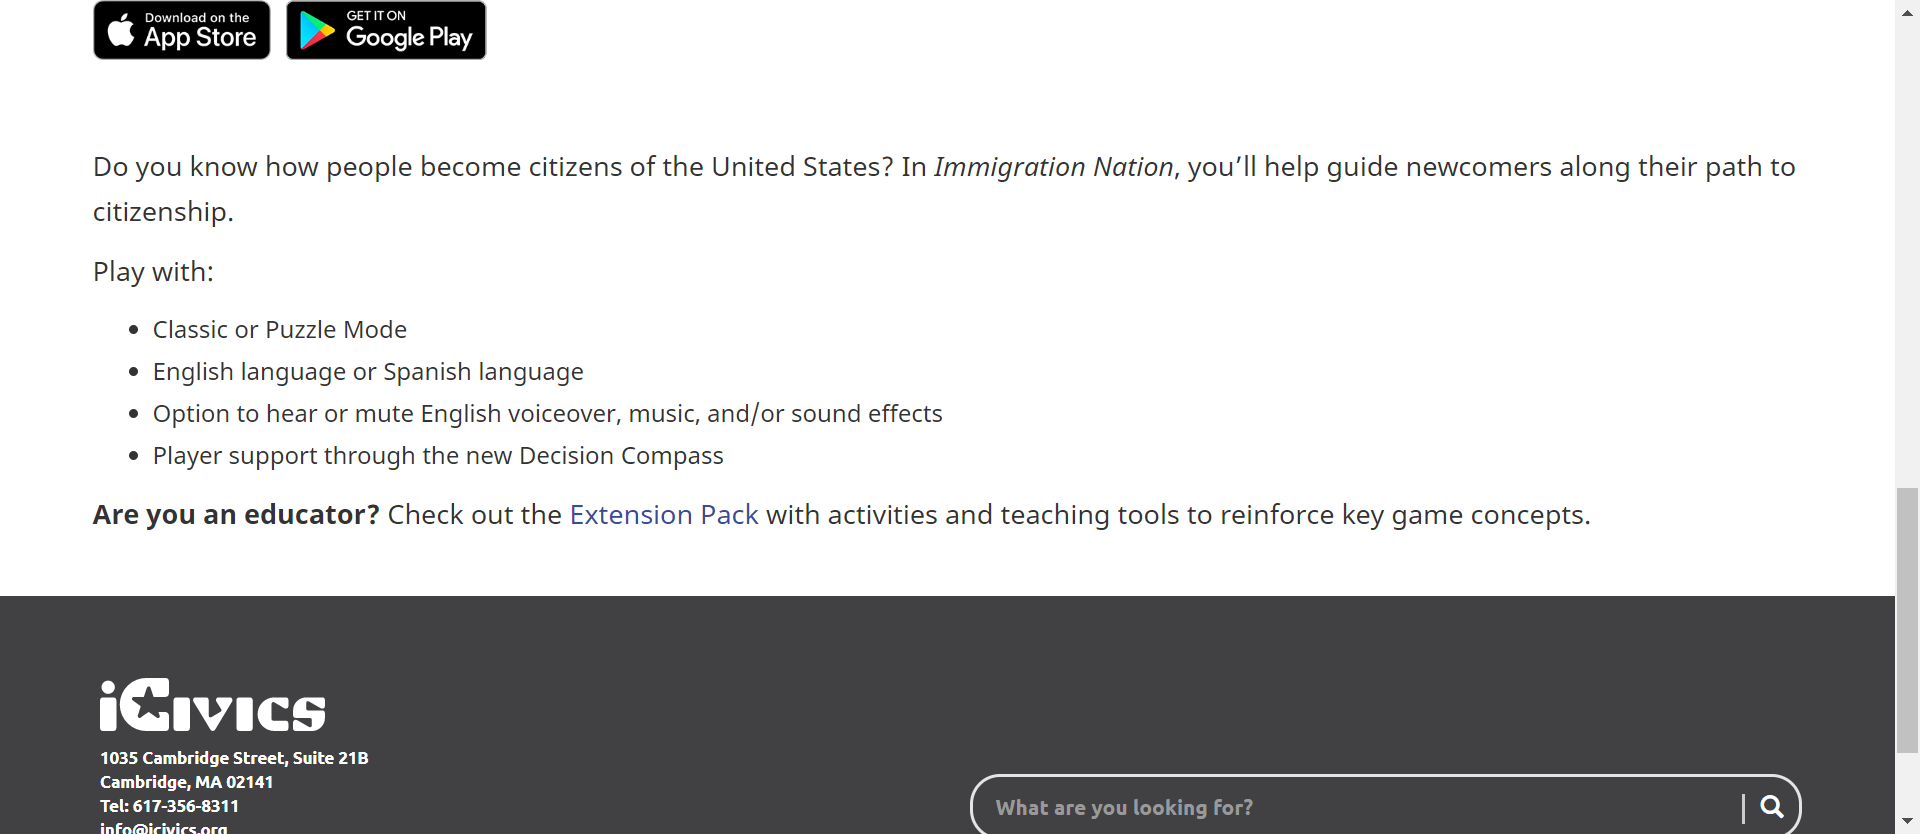 Download on the
App Store
GET IT ON
Google Play
Do you know how people become citizens of the United States? In Immigration Nation, you’ll help guide newcomers along their path to
citizenship.
Play with:
Classic or Puzzle Mode
English language or Spanish language
Option to hear or mute English voiceover, music, and/or sound effects
Player support through the new Decision Compass
Are you an educator? Check out the Extension Pack with activities and teaching tools to reinforce key game concepts.
iCivics
1035 Cambridge Street, Suite 21B
Cambridge, MA 02141
Tel: 617-356-8311
info@icivics.org
What are you looking for?